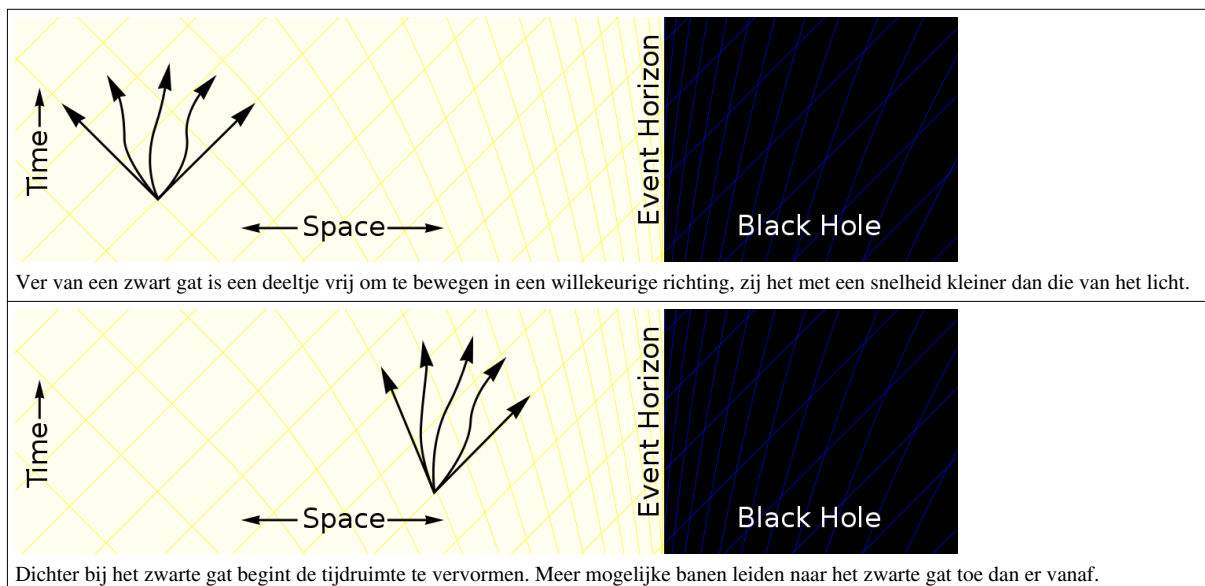 Time
Space
Event Horizon
Black Hole
Ver van een zwart gat is een deeltje vrij om te bewegen in een willekeurige richting, zij het met een snelheid kleiner dan die van het licht.
Time
Space
Event Horizon
Black Hole
Dichter bij het zwarte gat begint de tijdruimte te vervormen. Meer mogelijke banen leiden naar het zwarte gat toe dan er vanaf.